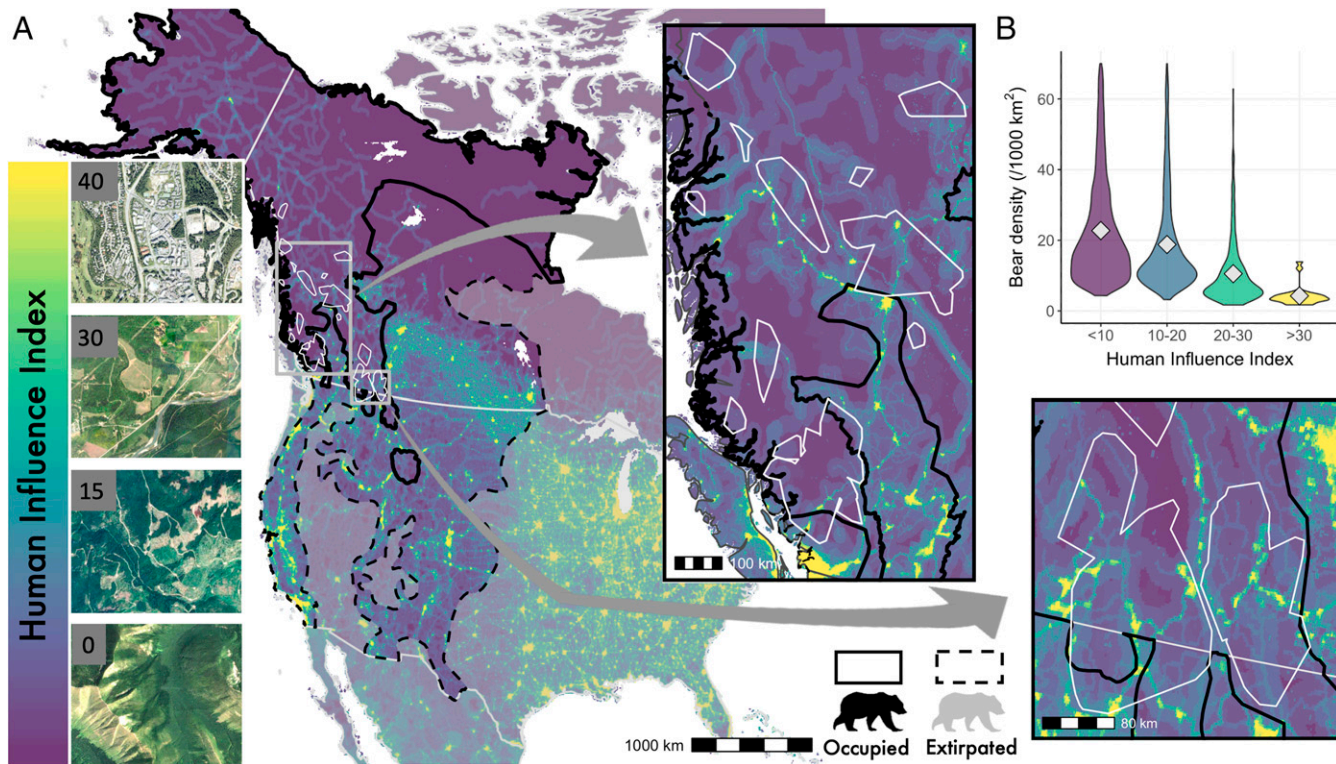 A
Human Influence Index
40
30
15
0
100 km
1000 km
Occupied
Extirpated
B
Bear density (/1000 km²)
60
40
20
0
<10
10-20
20-30
>30
Human Influence Index
80 km